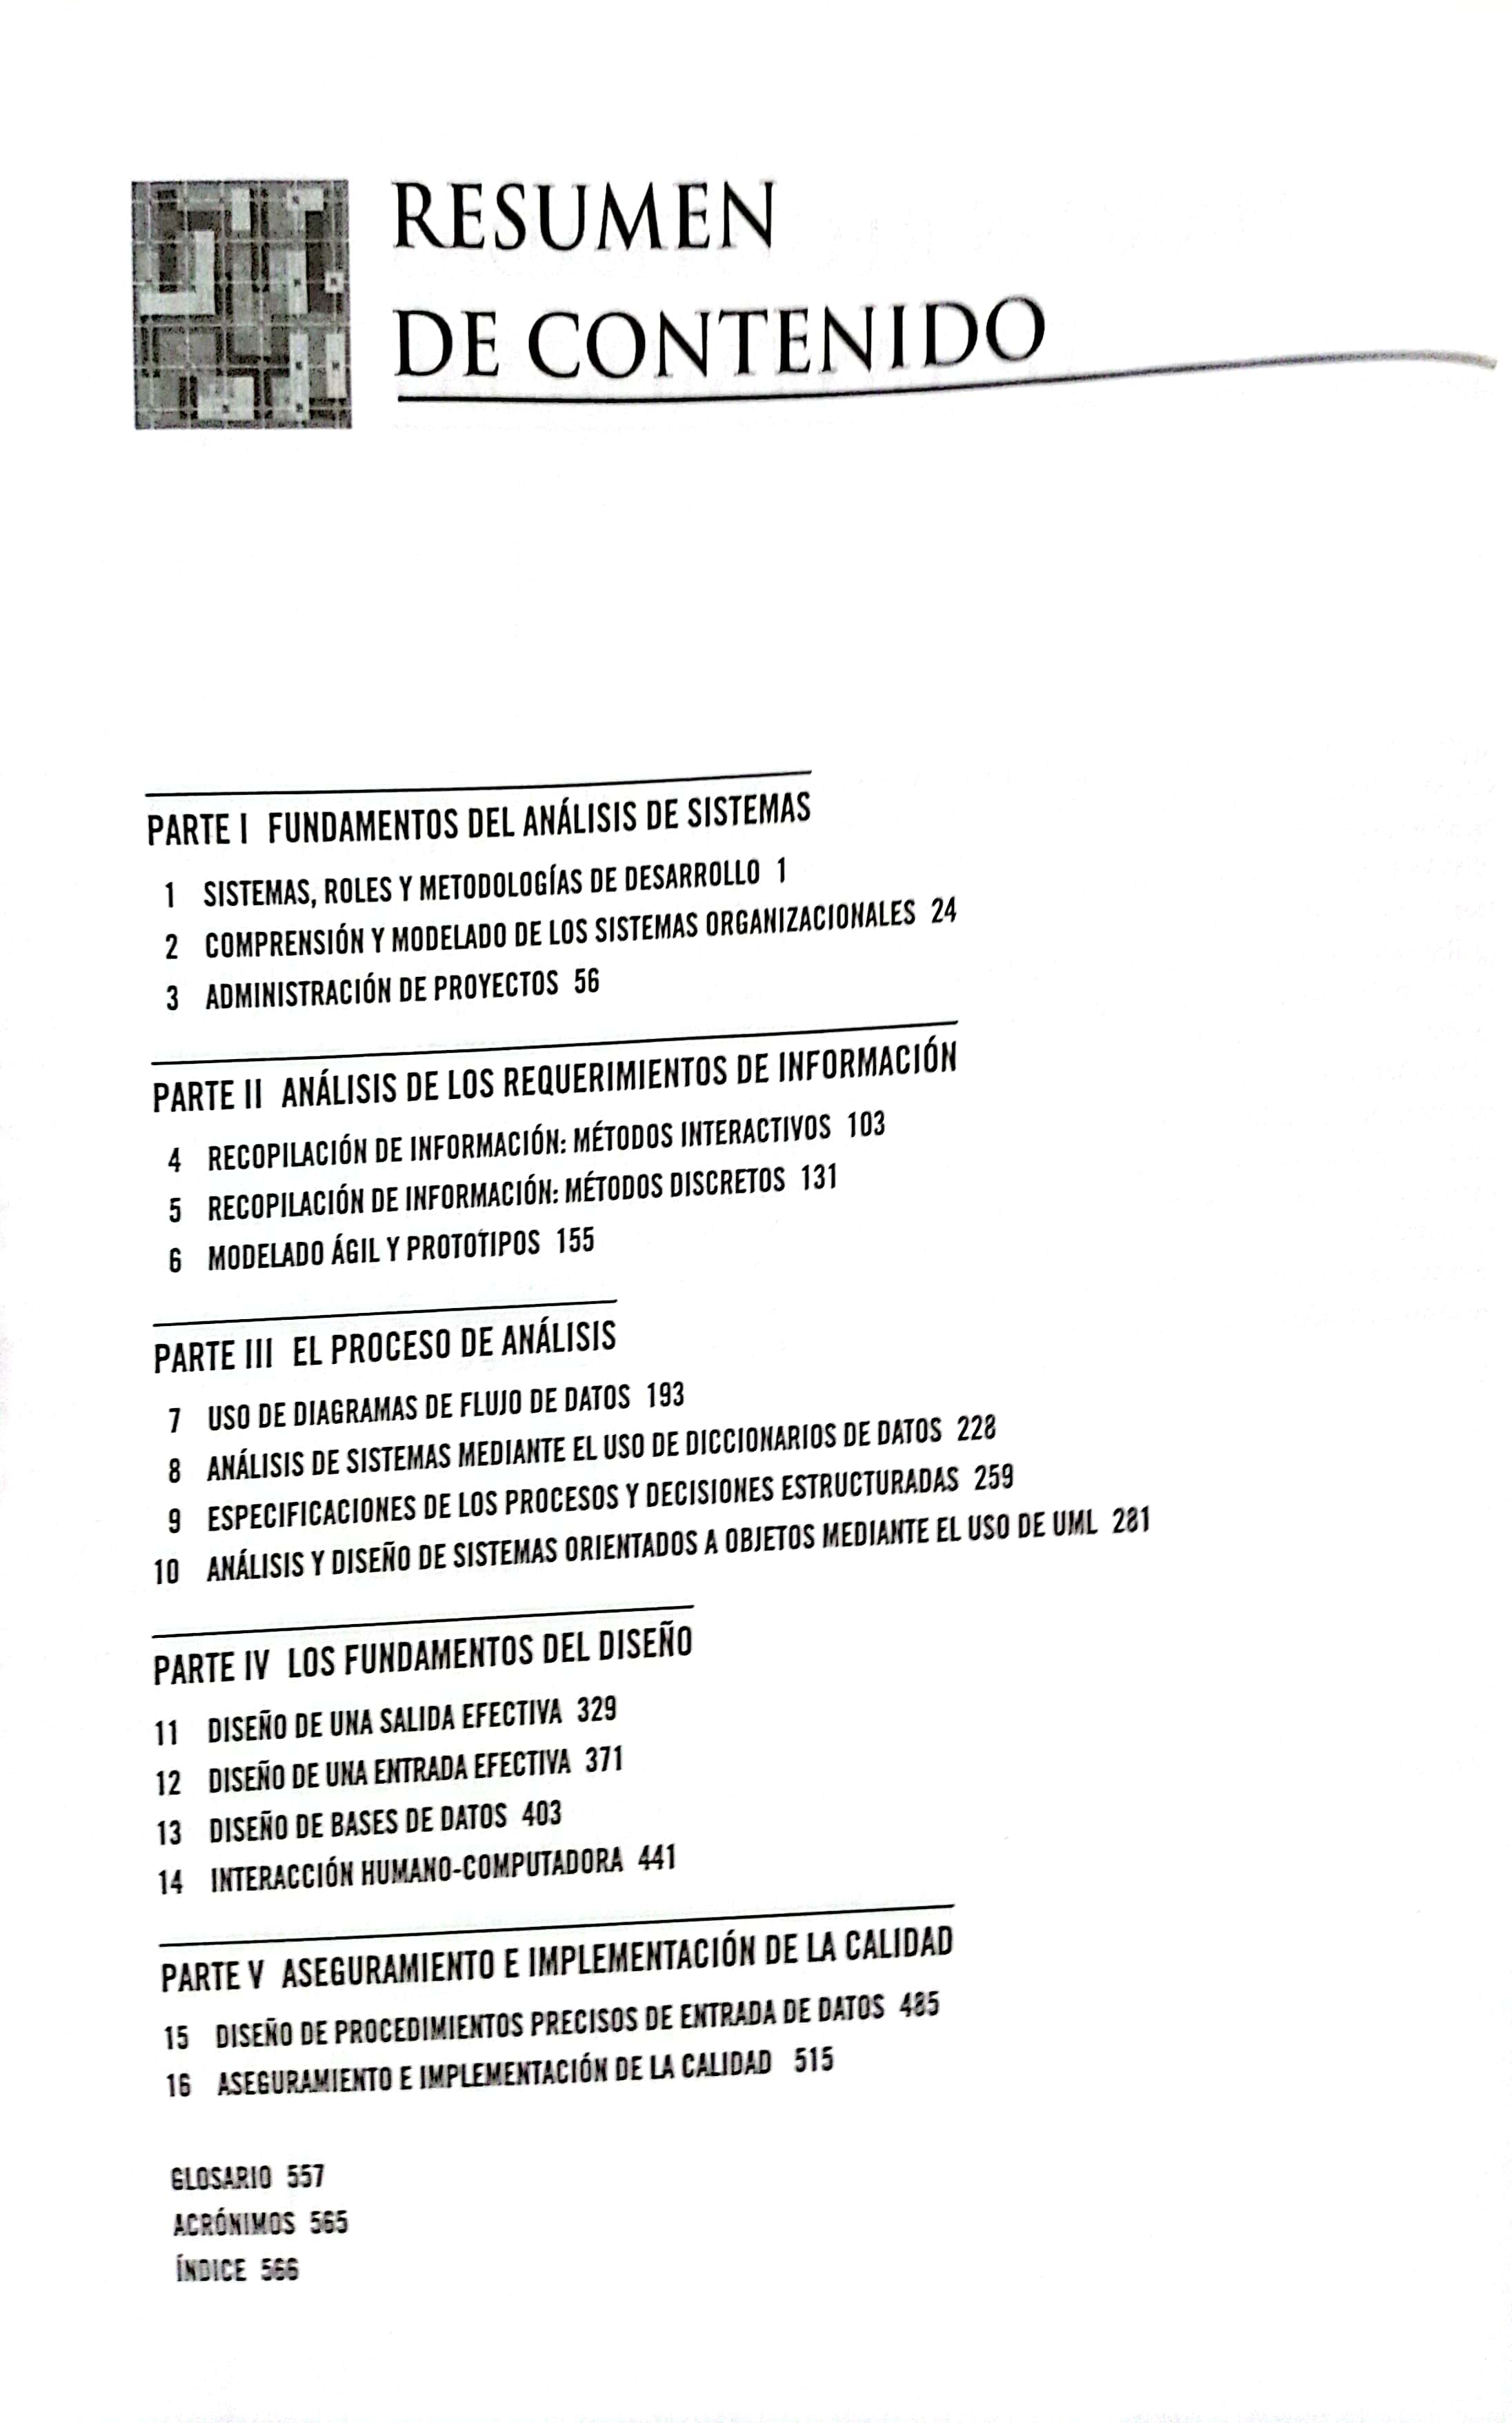 RESUMEN
DE CONTENIDO
PARTE I FUNDAMENTOS DEL ANÁLISIS DE SISTEMAS
1 SISTEMAS, ROLES Y METODOLOGÍAS DE DESARROLLO 1
2 COMPRENSIÓN Y MODELADO DE LOS SISTEMAS ORGANIZACIONALES 24
3 ADMINISTRACIÓN DE PROYECTOS 56
PARTE II ANÁLISIS DE LOS REQUERIMIENTOS DE INFORMACIÓN
4 RECOPILACIÓN DE INFORMACIÓN: MÉTODOS INTERACTIVOS 103
5 RECOPILACIÓN DE INFORMACIÓN: MÉTODOS DISCRETOS 131
6 MODELADO ÁGIL Y PROTOTIPOS 155
PARTE III EL PROCESO DE ANÁLISIS
7 USO DE DIAGRAMAS DE FLUJO DE DATOS 193
8 ANÁLISIS DE SISTEMAS MEDIANTE EL USO DE DICCIONARIOS DE DATOS 228
9 ESPECIFICACIONES DE LOS PROCESOS Y DECISIONES ESTRUCTURADAS 259
10 ANÁLISIS Y DISEÑO DE SISTEMAS ORIENTADOS A OBJETOS MEDIANTE EL USO DE UML 281
PARTE IV LOS FUNDAMENTOS DEL DISEÑO
11 DISEÑO DE UNA SALIDA EFECTIVA 329
12 DISEÑO DE UNA ENTRADA EFECTIVA 371
13 DISEÑO DE BASES DE DATOS 403
14 INTERACCIÓN HUMANO-COMPUTADORA 441
PARTE V ASEGURAMIENTO E IMPLEMENTACIÓN DE LA CALIDAD
15 DISEÑO DE PROCEDIMIENTOS PRECISOS DE ENTRADA DE DATOS 485
16 ASEGURAMIENTO E IMPLEMENTACIÓN DE LA CALIDAD 515
GLOSARIO 557
ACRÓNIMOS 565
ÍNDICE 566